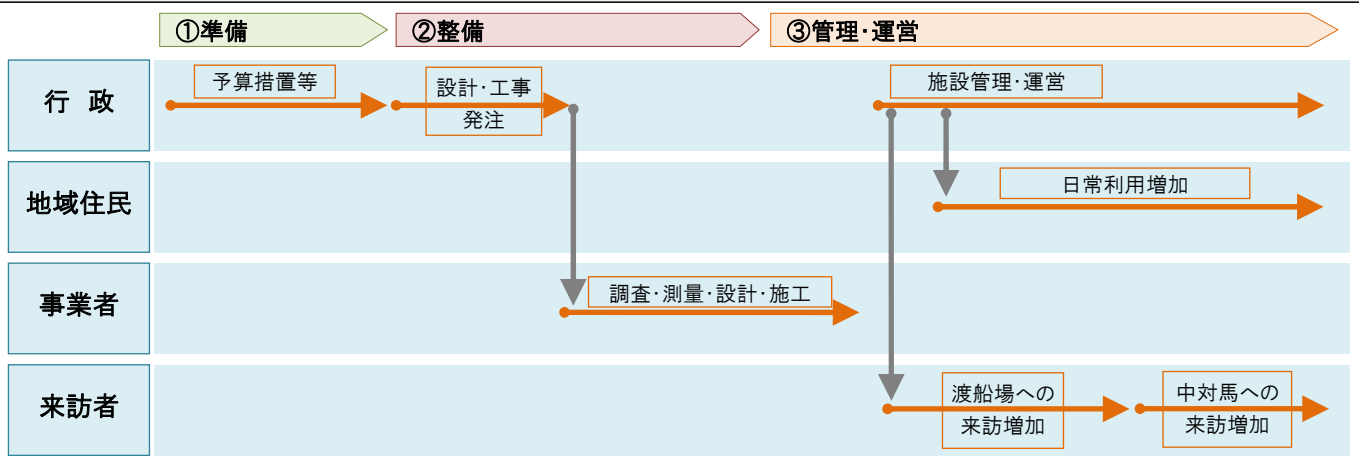 ①準備
②整備
③管理･運営
行 政
予算措置等
設計･工事
発注
施設管理･運営
地域住民
日常利用増加
事業者
調査･測量･設計･施工
来訪者
渡船場への
来訪増加
中対馬への
来訪増加